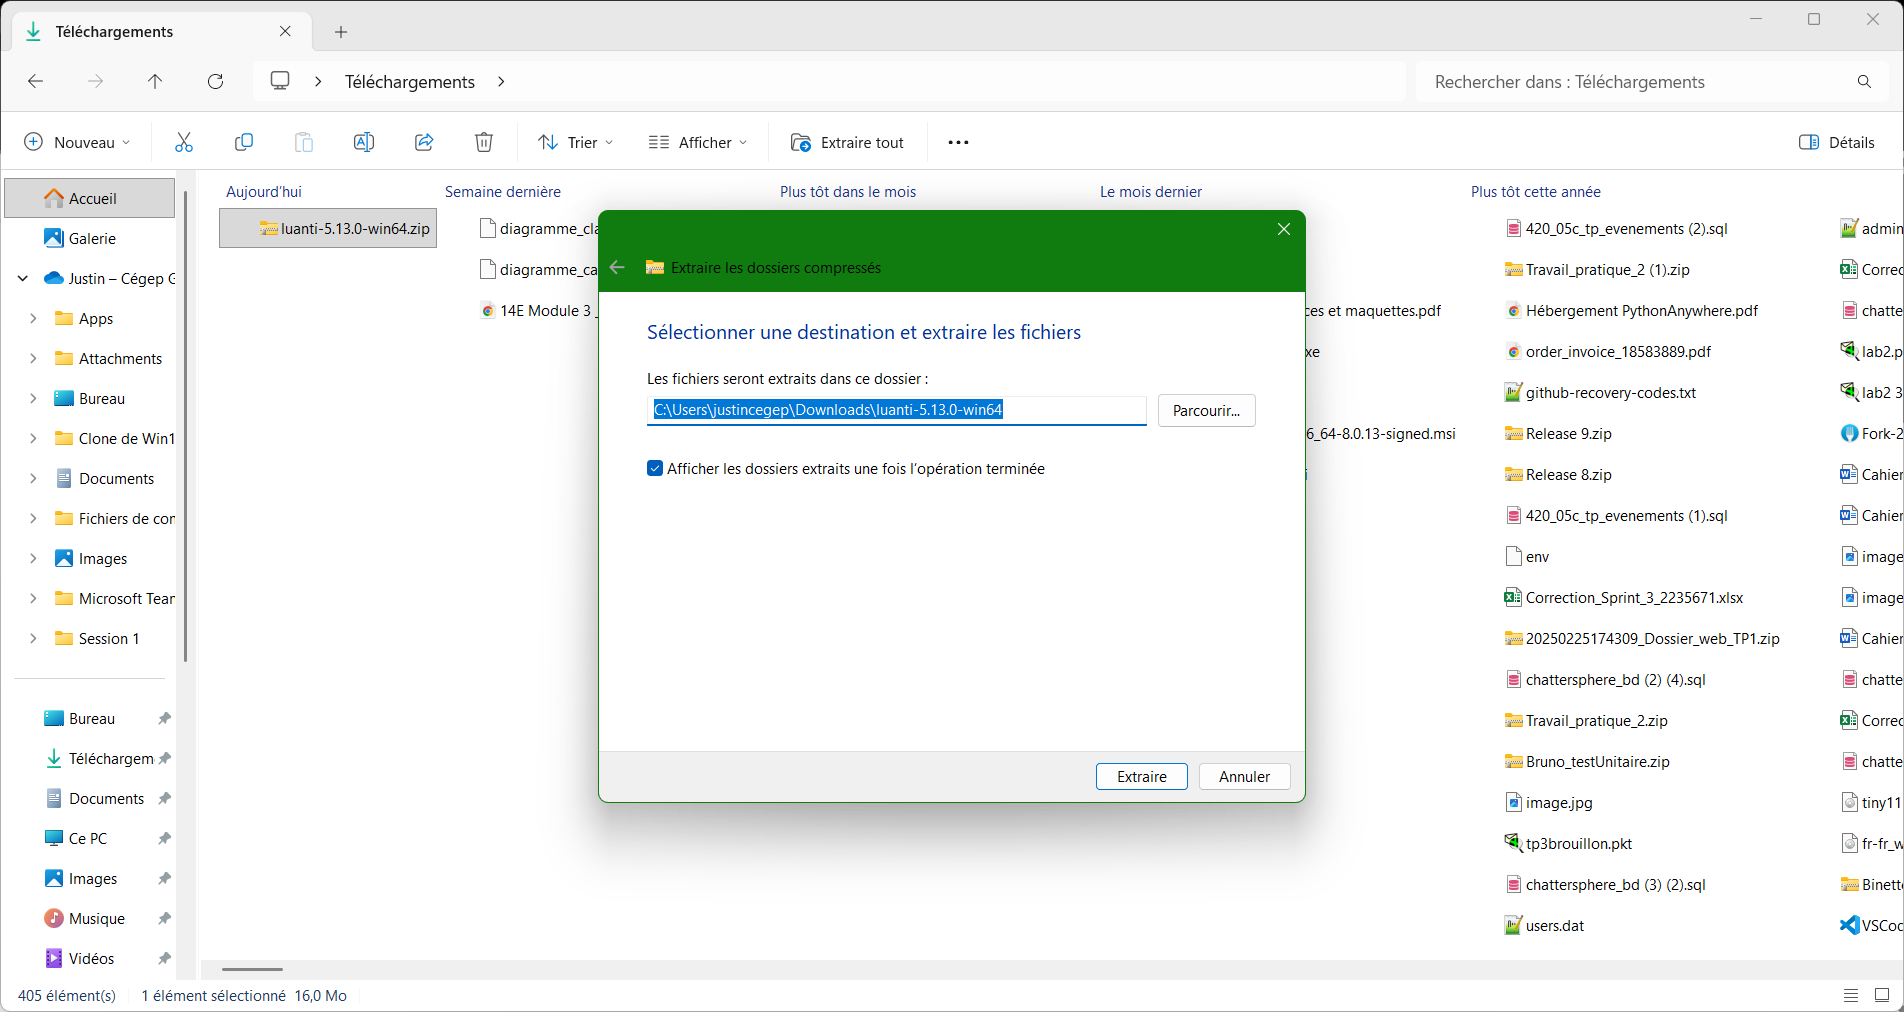 Téléchargements
Téléchargements
Rechercher dans : Téléchargements
Nouveau
Trier
Afficher
Extraire tout
Détails
Accueil
Galerie
Justin – Cégep G
Apps
Attachments
Bureau
Clone de Win1
Documents
Fichiers de con
Images
Microsoft Tear
Session 1
Bureau
Téléchargem
Documents
Ce PC
Images
Musique
Vidéos
Aujourd’hui
luanti-5.13.0-win64.zip
Semaine dernière
diagramme_cla
diagramme_ca
14E Module 3 _
Plus tôt dans le mois
Le mois dernier
ces et maquettes.pdf
xe
6_64-8.0.13-signed.msi
i
Extraire les dossiers compressés
Sélectionner une destination et extraire les fichiers
Les fichiers seront extraits dans ce dossier :
C:\Users\justincegep\Downloads\luanti-5.13.0-win64
Parcourir...
Afficher les dossiers extraits une fois l’opération terminée
Extraire
Annuler
Plus tôt cette année
420_05c_tp_evenements (2).sql
Travail_pratique_2 (1).zip
Hébergement PythonAnywhere.pdf
order_invoice_18583889.pdf
github-recovery-codes.txt
Release 9.zip
Release 8.zip
420_05c_tp_evenements (1).sql
env
Correction_Sprint_3_2235671.xlsx
20250225174309_Dossier_web_TP1.zip
chattersphere_bd (2) (4).sql
Travail_pratique_2.zip
Bruno_testUnitaire.zip
image.jpg
tp3brouillon.pkt
chattersphere_bd (3) (2).sql
users.dat
admin
Correc
chatte
lab2.p
lab2 3
Fork-2
Cahier
Cahier
image
image
Cahier
chatte
Correc
chatte
tiny11
fr-fr_w
Binett
VSCod
405 élément(s)
1 élément sélectionné 16,0 Mo